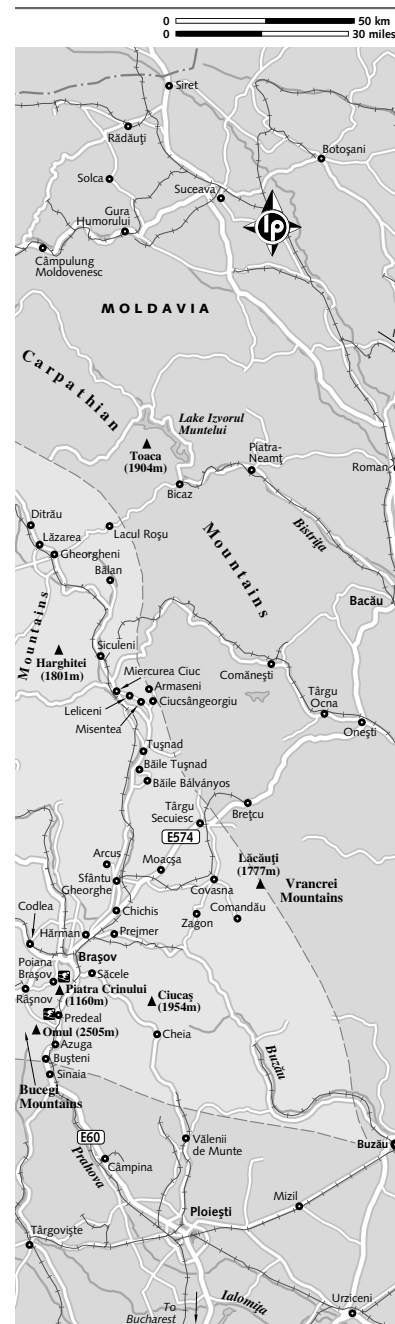 0 50 km
0 30 miles
Siret
Rădăuţi
Botoşani
Solca
Suceava
Gura
Humorului
lp
Câmpulung
Moldovenesc
MOLDAVIA
Carpathian
Lake Izvorul
Muntelui
Toaca
(1904m)
Piatra-
Neamţ
Roman
Bicaz
Bistriţa
Ditrău
Lacul Roşu
Lăzarea
Gheorgheni
Mountains
Bălan
Bacău
Mountains
Siculeni
Harghitei
(1801m)
Miercurea Ciuc
Comăneşti
Armaseni
Leliceni
Ciucsângeorgiu
Târgu
Ocna
Misentea
Oneşti
Tuşnad
Băile Tuşnad
Băile Bálványos
Târgu
Secuiesc
Breţcu
E574
Arcus
Moacşa
Lăcăuţi
(1777m)
Sfântu
Gheorghe
Covasna
Vrancrei
Mountains
Codlea
Chichis
Comandău
Zagon
Hărman
Prejmer
Braşov
Poiana
Braşov
Săcele
Râşnov
Piatra Crinului
(1160m)
Ciucaş
(1954m)
Predeal
Omul (2505m)
Cheia
Azuga
Buzău
Buşteni
Sinaia
Bucegi
Mountains
E60
Vălenii
de Munte
Buzău
Prahova
Câmpina
Mizil
Ploieşti
Târgovişte
Ialomiţa
To
Bucharest
Urziceni